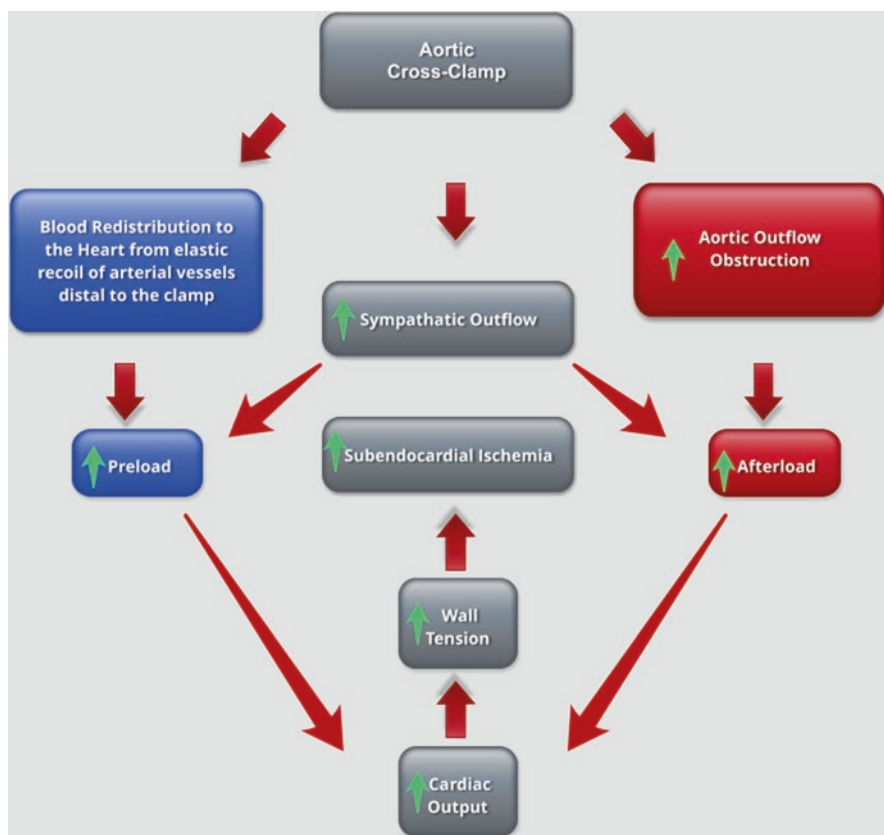 Aortic
Cross-Clamp
Blood Redistribution to
the Heart from elastic
recoil of arterial vessels
distal to the clamp
Aortic Outflow
Obstruction
Sympathatic Outflow
Preload
Subendocardial Ischemia
Afterload
Wall
Tension
Cardiac
Output